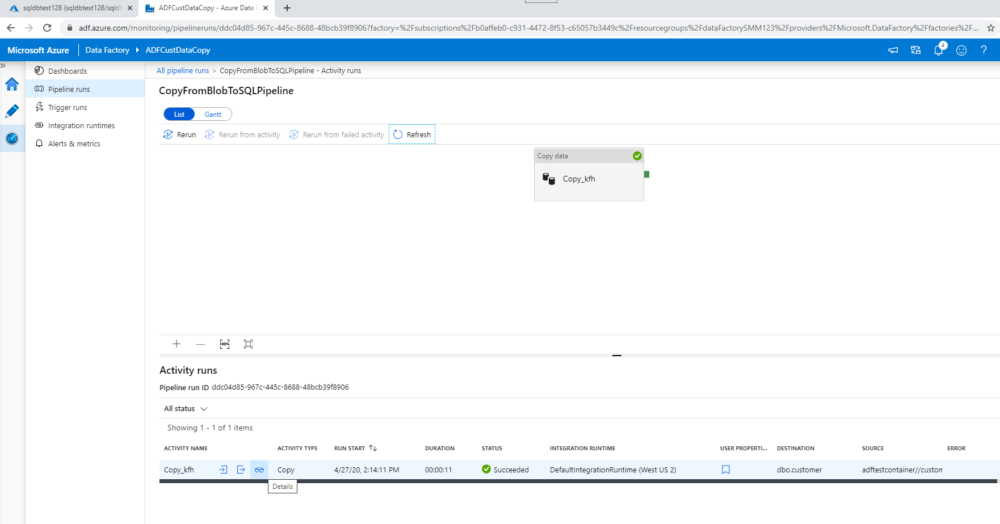 sqldbtest128 (sqldbtest128/sqldb
ADFCustDataCopy - Azure Data F
adf.azure.com/monitoring/pipelineruns/ddc04d85-967c-445c-8688-48bcb39f8906?factory=%2Fsubscriptions%2Fb0affeb0-c931-4472-8f53-c65057b3449c%2Fresourcegroups%2FdataFactorySMM123%2Fproviders%2FMicrosoft.DataFactory%2Ffactories%2F...
Microsoft Azure Data Factory ADFCustDataCopy 4 ?
Dashboards
Pipeline runs
Trigger runs
Integration runtimes
Alerts & metrics
All pipeline runs > CopyFromBlobToSQLPipeline - Activity runs
CopyFromBlobToSQLPipeline
List Gantt
Rerun Rerun from activity Rerun from failed activity Refresh
Copy data
Copy_kfh
100%
Activity runs
Pipeline run ID ddc04d85-967c-445c-8688-48bcb39f8906
All status
Showing 1 - 1 of 1 items
ACTIVITY NAME ACTIVITY TYPE RUN START DURATION STATUS INTEGRATION RUNTIME USER PROPERTI... DESTINATION SOURCE ERROR
Copy_kfh Copy 4/27/20, 2:14:11 PM 00:00:11 Succeeded DefaultIntegrationRuntime (West US 2) dbo.customer adftestcontainer//custom
Details